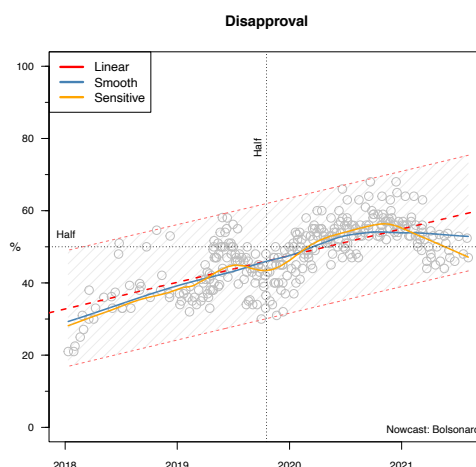 Disapproval
Linear
Smooth
Sensitive
100
80
60
40
20
0
%
Half
Half
2018
2019
2020
2021
Nowcast: Bolsonaro